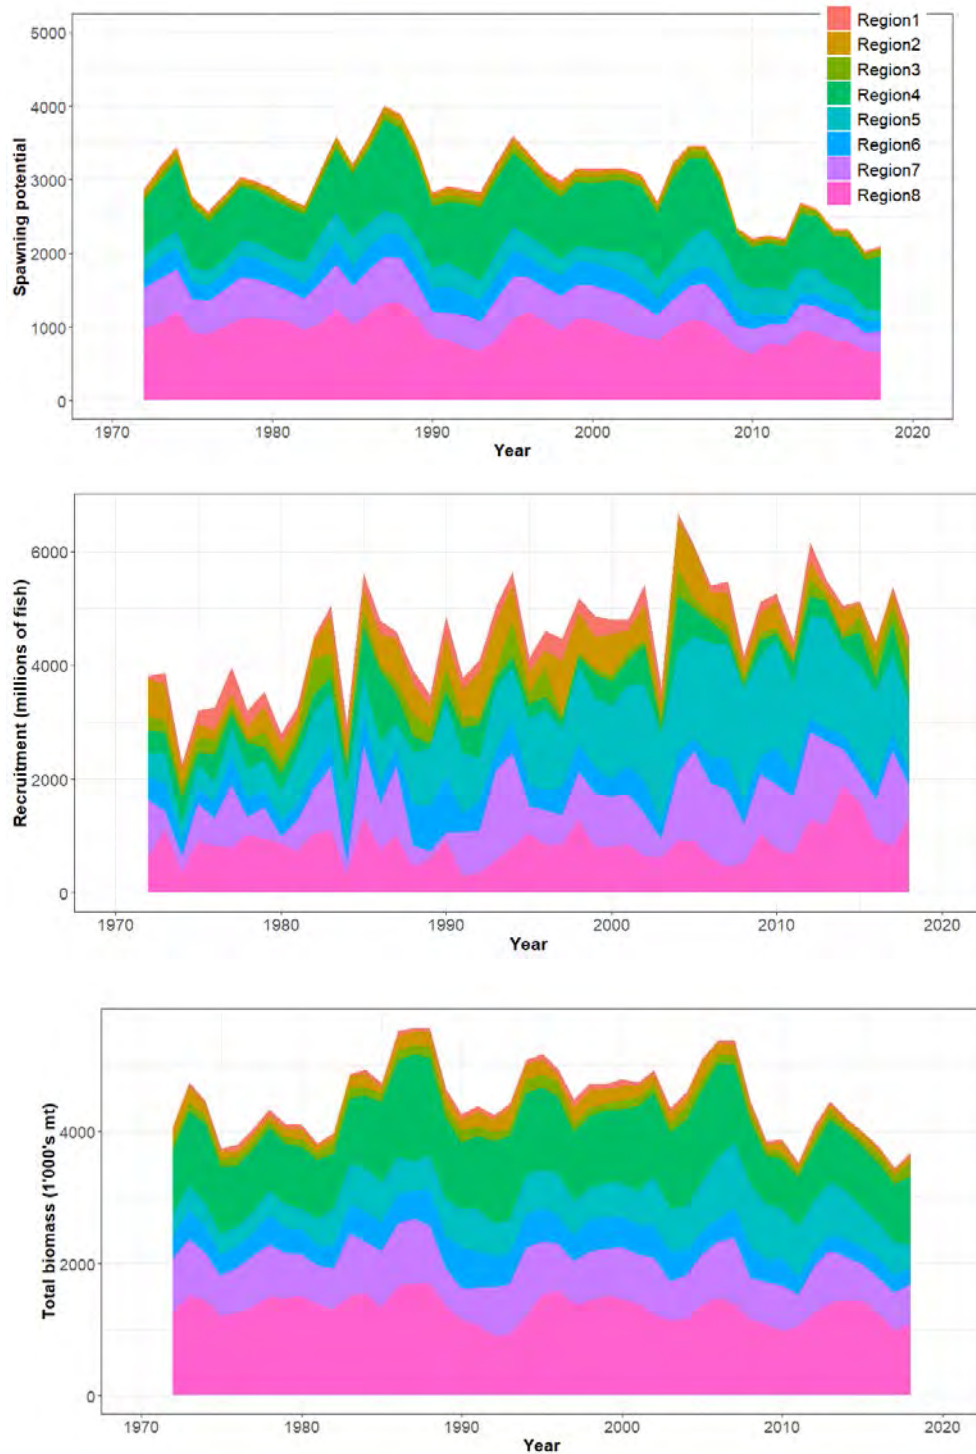 5000
4000
3000
2000
1000
0
Spawning potential
Region1
Region2
Region3
Region4
Region5
Region6
Region7
Region8
1970 1980 1990 2000 2010 2020
Year
6000
4000
2000
0
Recruitment (millions of fish)
1970 1980 1990 2000 2010 2020
Year
4000
2000
0
Total biomass (1'000's mt)
1970 1980 1990 2000 2010 2020
Year